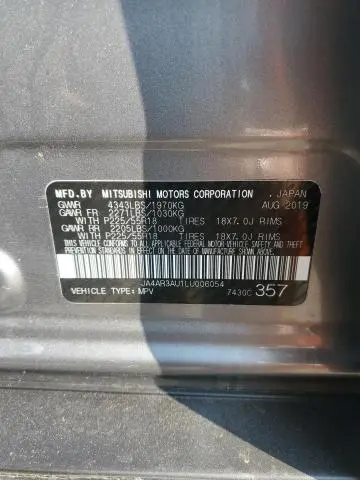 MFD.BY MITSUBISHI MOTORS CORPORATION ,JAPAN
GVWR 4343LBS/1970KG AUG 2019
GAWR FR 2271LBS/1030KG
WITH P225/55R18 TIRES 18X7.0J RIMS
GAWR RR 2205LBS/1000KG
WITH P225/55R18 TIRES 18X7.0J RIMS
THIS VEHICLE CONFORMS TO ALL APPLICABLE FEDERAL MOTOR
VEHICLE SAFETY, BUMPER, AND THEFT PREVENTION STANDARDS
IN EFFECT ON THE DATE OF MANUFACTURE SHOWN ABOVE.
JA4AR3AU1LU006054
VEHICLE TYPE:MPV 7430C 357